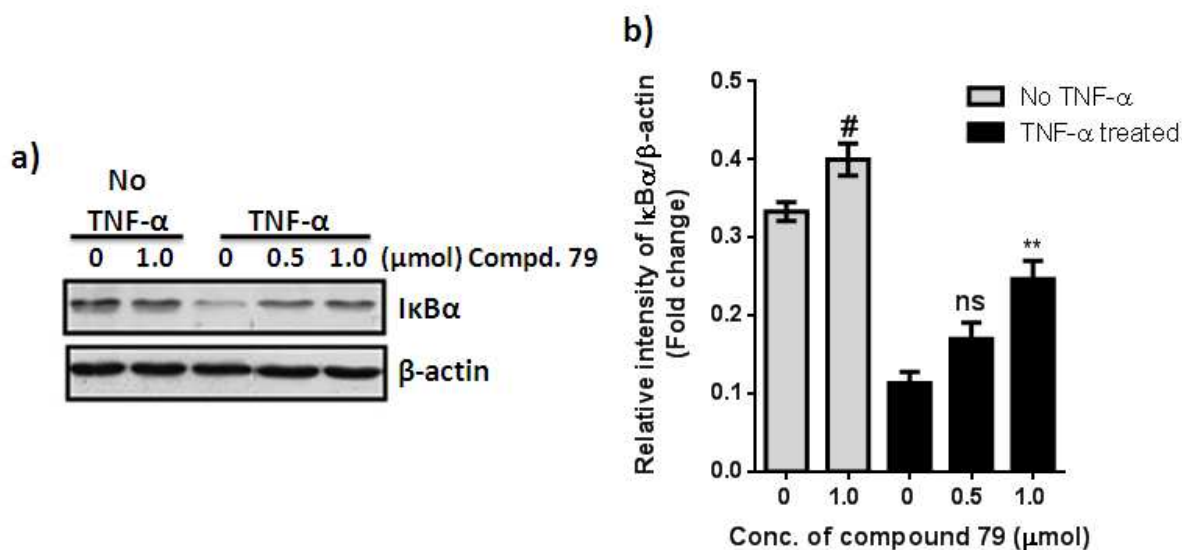 a)
No
TNF-α TNF-α
0 1.0 0 0.5 1.0 (μmol) Compd. 79
IκBα
β-actin
b)
Relative intensity of IκBα/β-actin
(Fold change)
0.5
0.4
0.3
0.2
0.1
0.0
No TNF-α
TNF-α treated
#
ns
**
0 1.0 0 0.5 1.0
Conc. of compound 79 (μmol)